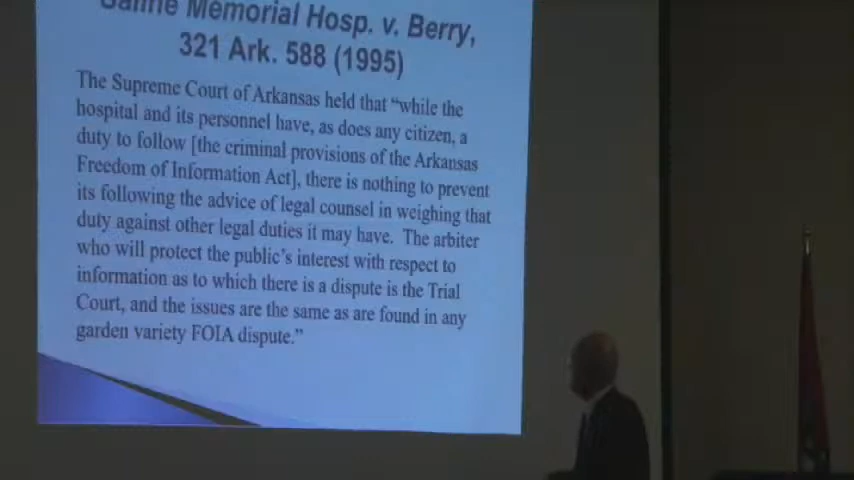 Saline Memorial Hosp. v. Berry,
321 Ark. 588 (1995)
The Supreme Court of Arkansas held that “while the
hospital and its personnel have, as does any citizen, a
duty to follow [the criminal provisions of the Arkansas
Freedom of Information Act], there is nothing to prevent
its following the advice of legal counsel in weighing that
duty against other legal duties it may have. The arbiter
who will protect the public’s interest with respect to
information as to which there is a dispute is the Trial
Court, and the issues are the same as are found in any
garden variety FOIA dispute.”